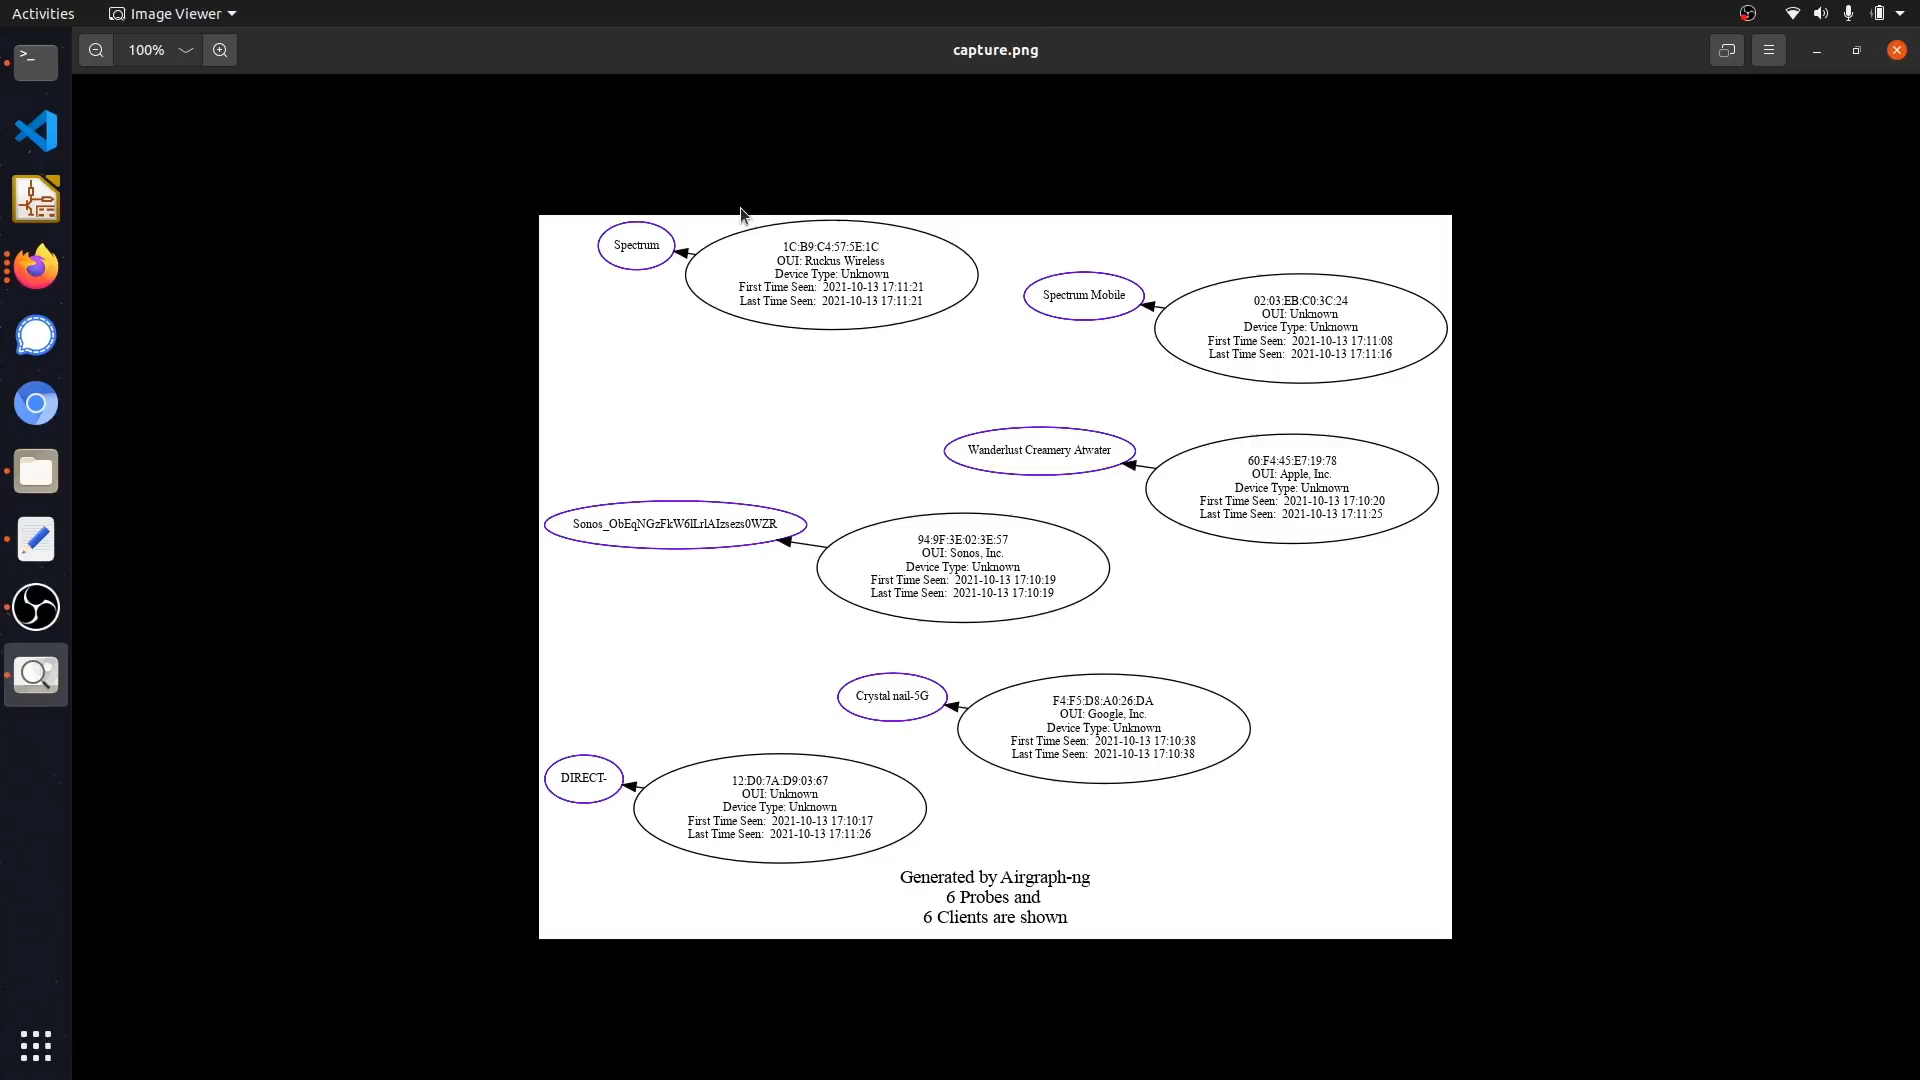 Activities
Image Viewer
100%
capture.png
Spectrum
1C:B9:C4:57:5E:1C
OUI: Ruckus Wireless
Device Type: Unknown
First Time Seen: 2021-10-13 17:11:21
Last Time Seen: 2021-10-13 17:11:21
Spectrum Mobile
02:03:EB:C0:3C:24
OUI: Unknown
Device Type: Unknown
First Time Seen: 2021-10-13 17:11:08
Last Time Seen: 2021-10-13 17:11:16
Wanderlust Creamery Atwater
60:F4:45:E7:19:78
OUI: Apple, Inc.
Device Type: Unknown
First Time Seen: 2021-10-13 17:10:20
Last Time Seen: 2021-10-13 17:11:25
94:9F:3E:02:3E:57
OUI: Sonos, Inc.
Device Type: Unknown
First Time Seen: 2021-10-13 17:10:19
Last Time Seen: 2021-10-13 17:10:19
Crystal nail-5G
F4:F5:D8:A0:26:DA
OUI: Google, Inc.
Device Type: Unknown
First Time Seen: 2021-10-13 17:10:38
Last Time Seen: 2021-10-13 17:10:38
DIRECT-
12:D0:7A:D9:03:67
OUI: Unknown
Device Type: Unknown
First Time Seen: 2021-10-13 17:10:17
Last Time Seen: 2021-10-13 17:11:26
Generated by Airgraph-ng
6 Probes and
6 Clients are shown